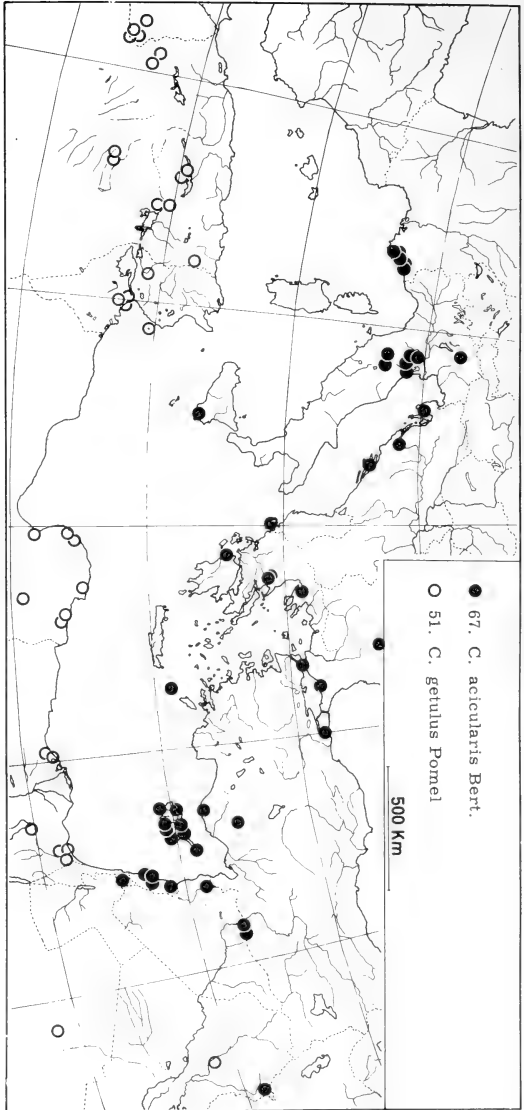 ● 67. C. acicularis Bert.
○ 51. C. getulus Pomel
500 Km